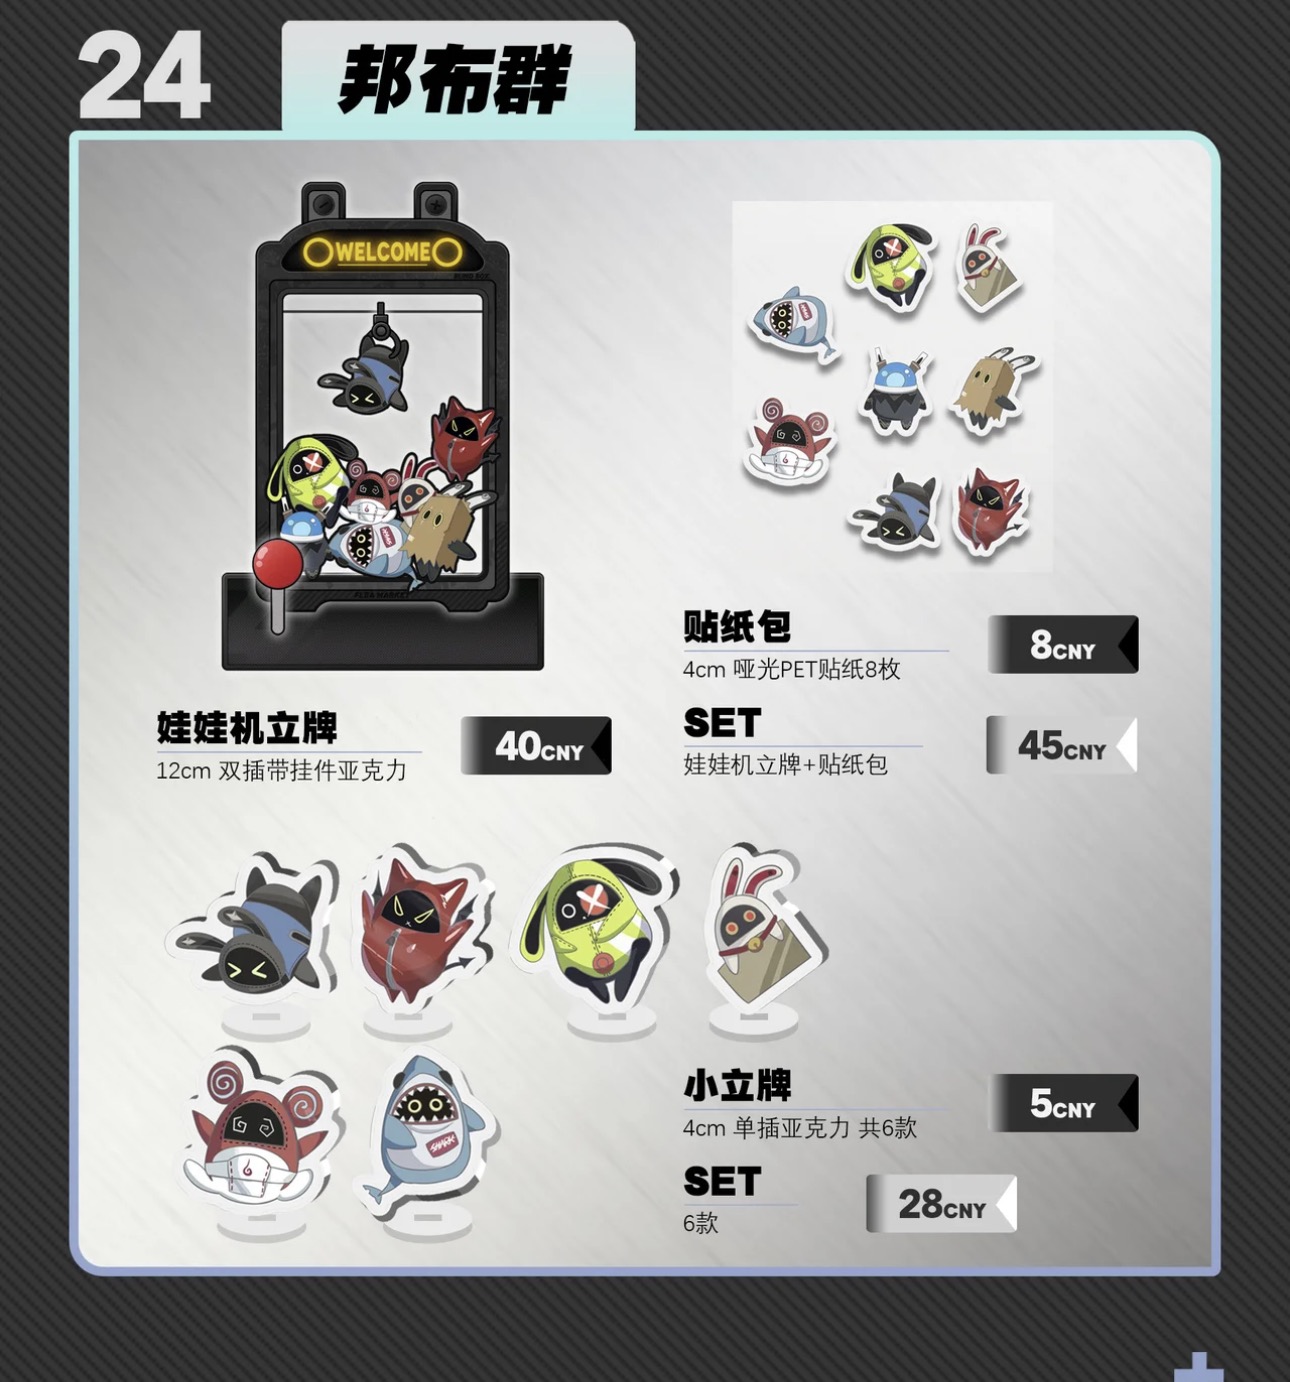 24
邦布群
WELCOME
贴纸包
8CNY
4cm 哑光PET贴纸8枚
SET
45CNY
娃娃机立牌+贴纸包
娃娃机立牌
40CNY
12cm 双插带挂件亚克力
SHARK
小立牌
5CNY
4cm 单插亚克力 共6款
SET
28CNY
6款